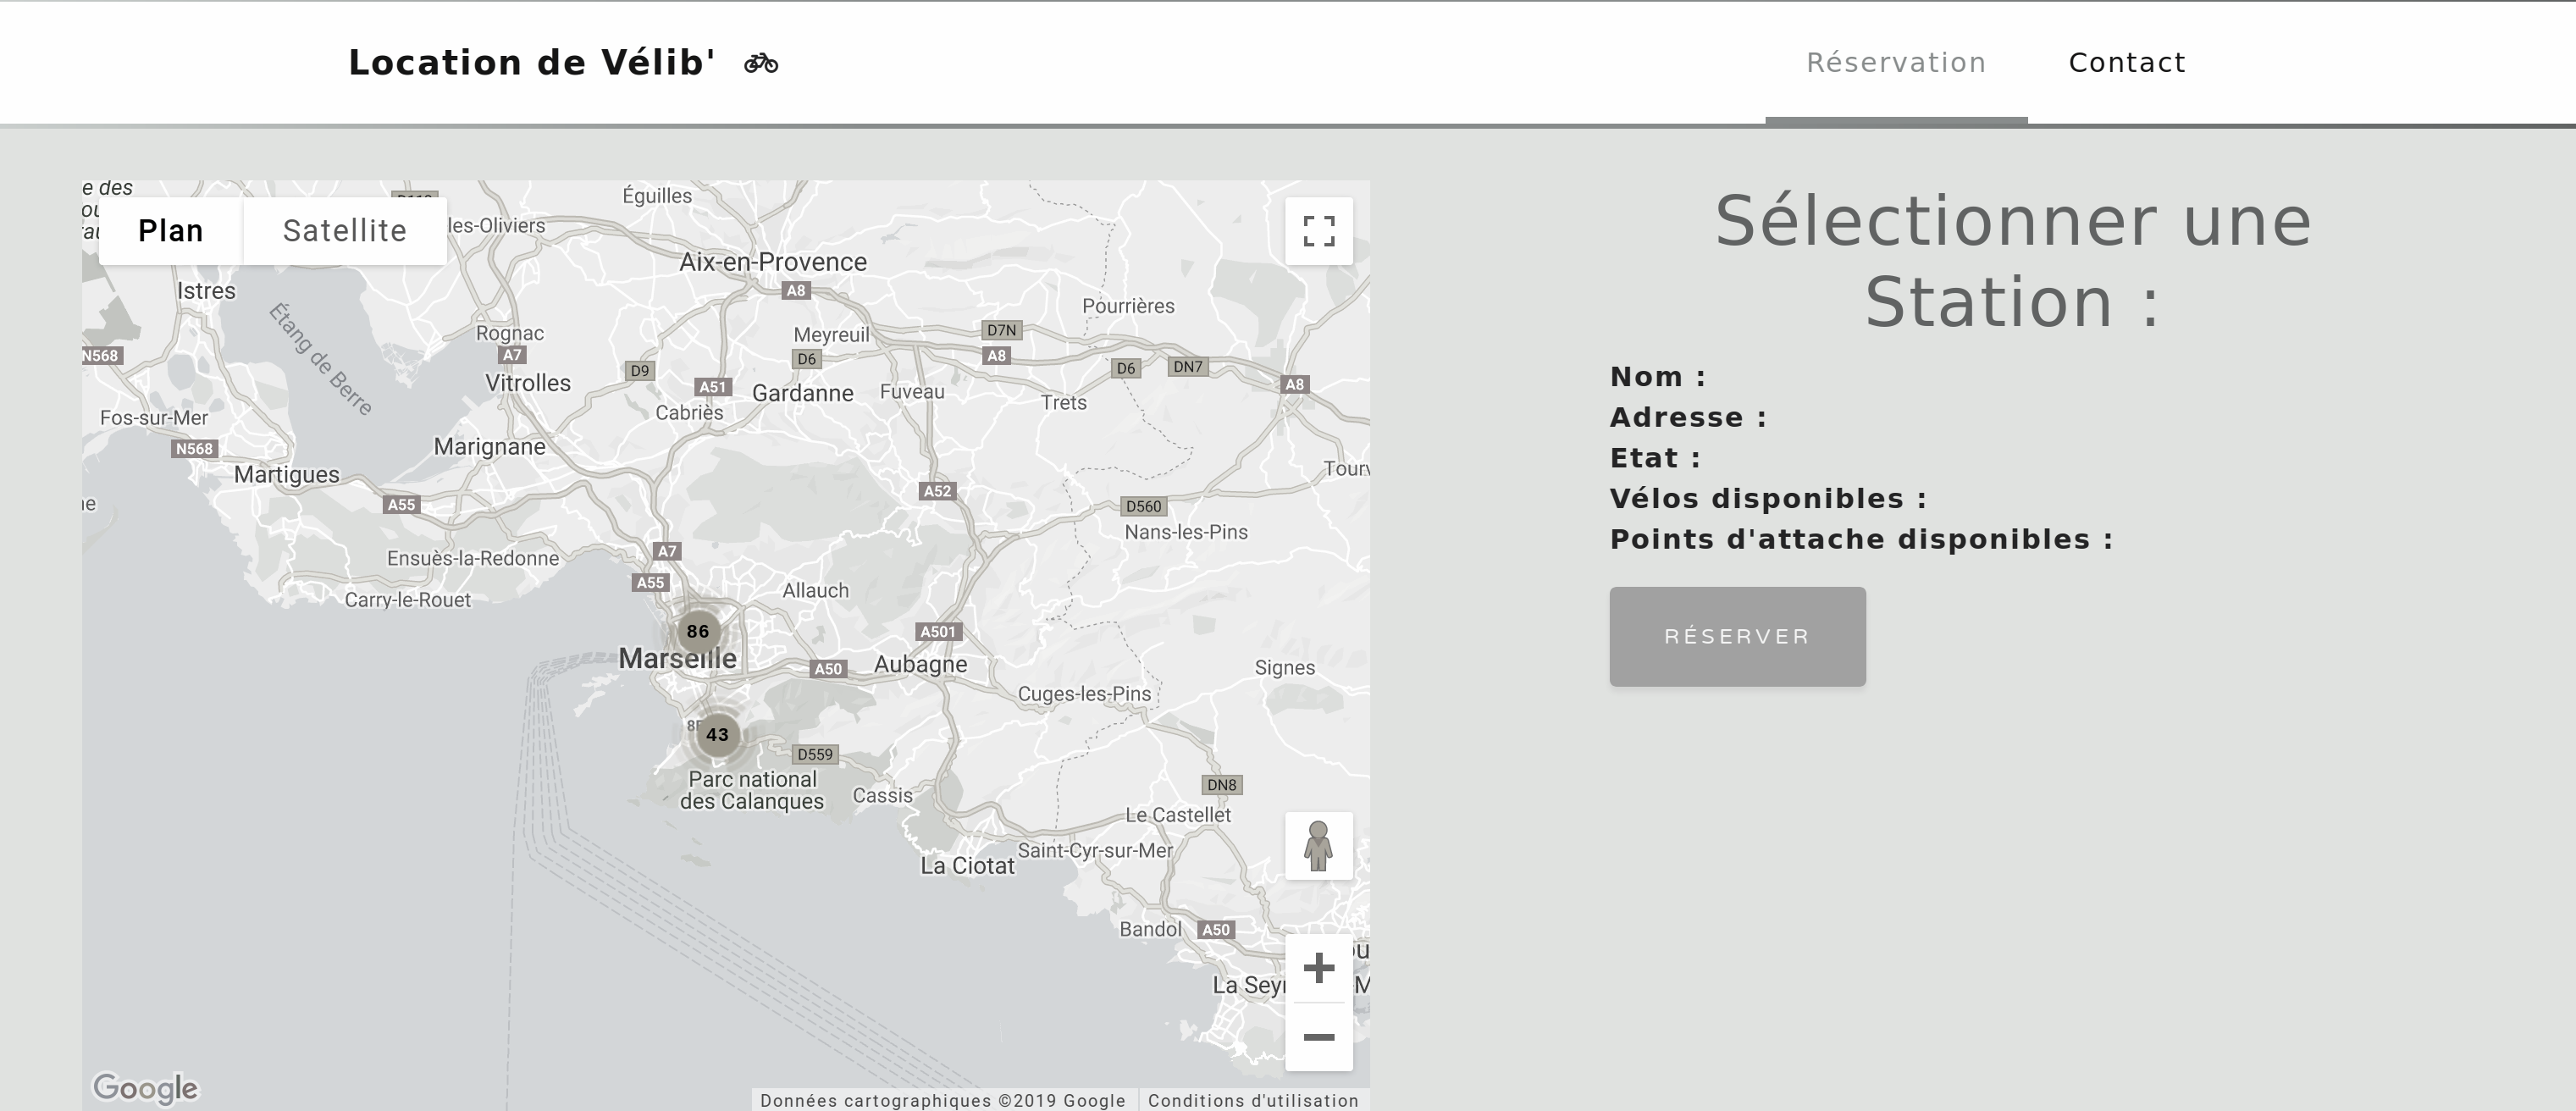 Location de Vélib'
Réservation
Contact
Plan
Satellite
Sélectionner une
Station :
Nom :
Adresse :
Etat :
Vélos disponibles :
Points d'attache disponibles :
RÉSERVER
e des
Éguilles
les-Oliviers
Aix-en-Provence
Istres
A8
Pourrières
Étang de Berre
Rognac
Meyreuil
D7N
N568
A7
D6
A8
D9
D6
DN7
Vitrolles
A51
Gardanne
Fuveau
A8
Cabriès
Trets
Fos-sur-Mer
N568
Marignane
Martigues
A52
A55
D560
Nans-les-Pins
Ensuès-la-Redonne
A7
A55
Allauch
Carry-le-Rouet
86
A501
Marseille
A50
Aubagne
Signes
Cuges-les-Pins
43
D559
Parc national
des Calanques
Cassis
DN8
Le Castellet
Saint-Cyr-sur-Mer
La Ciotat
Bandol
A50
La Sey
Google
Données cartographiques ©2019 Google
Conditions d'utilisation